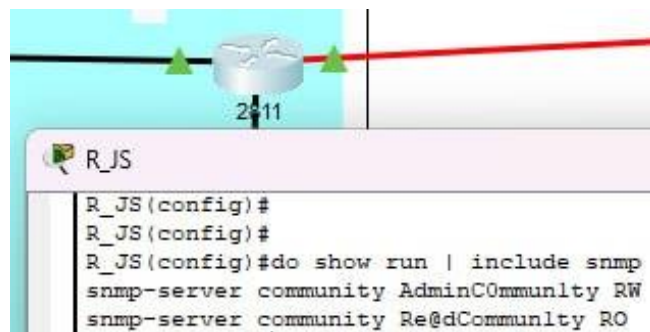 2811
R_JS
R_JS(config)#
R_JS(config)#
R_JS(config)#do show run | include snmp
snmp-server community AdminC0mmunlty RW
snmp-server community Re@dCommunlty RO